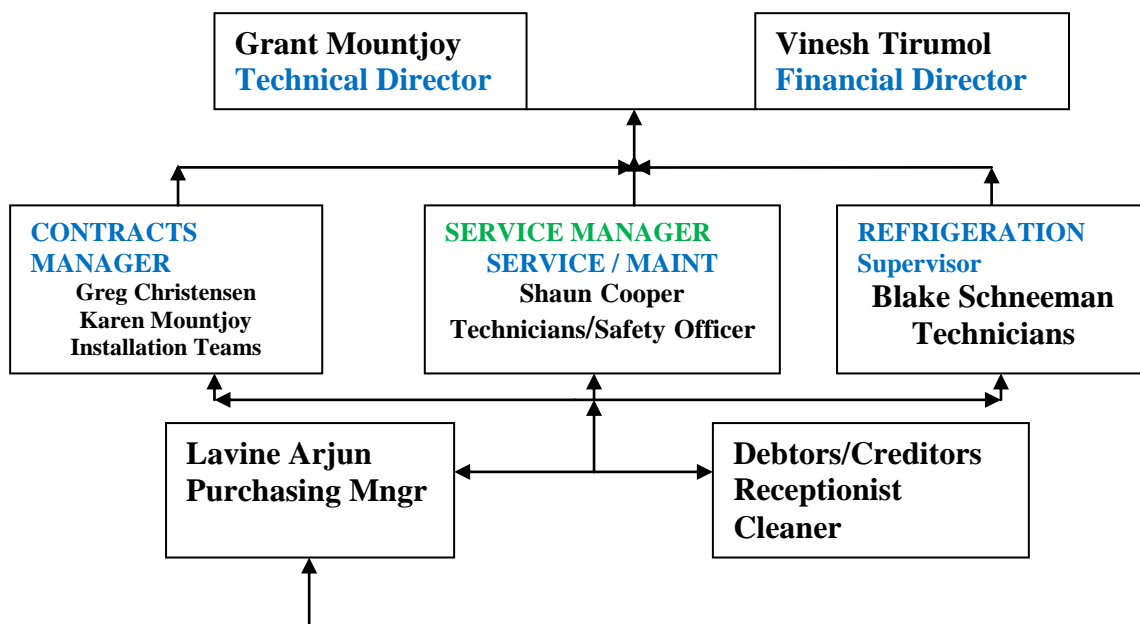 Grant Mountjoy
Technical Director
Vinesh Tirumol
Financial Director
CONTRACTS
MANAGER
Greg Christensen
Karen Mountjoy
Installation Teams
SERVICE MANAGER
SERVICE / MAINT
Shaun Cooper
Technicians/Safety Officer
REFRIGERATION
Supervisor
Blake Schneeman
Technicians
Lavine Arjun
Purchasing Mngr
Debtors/Creditors
Receptionist
Cleaner